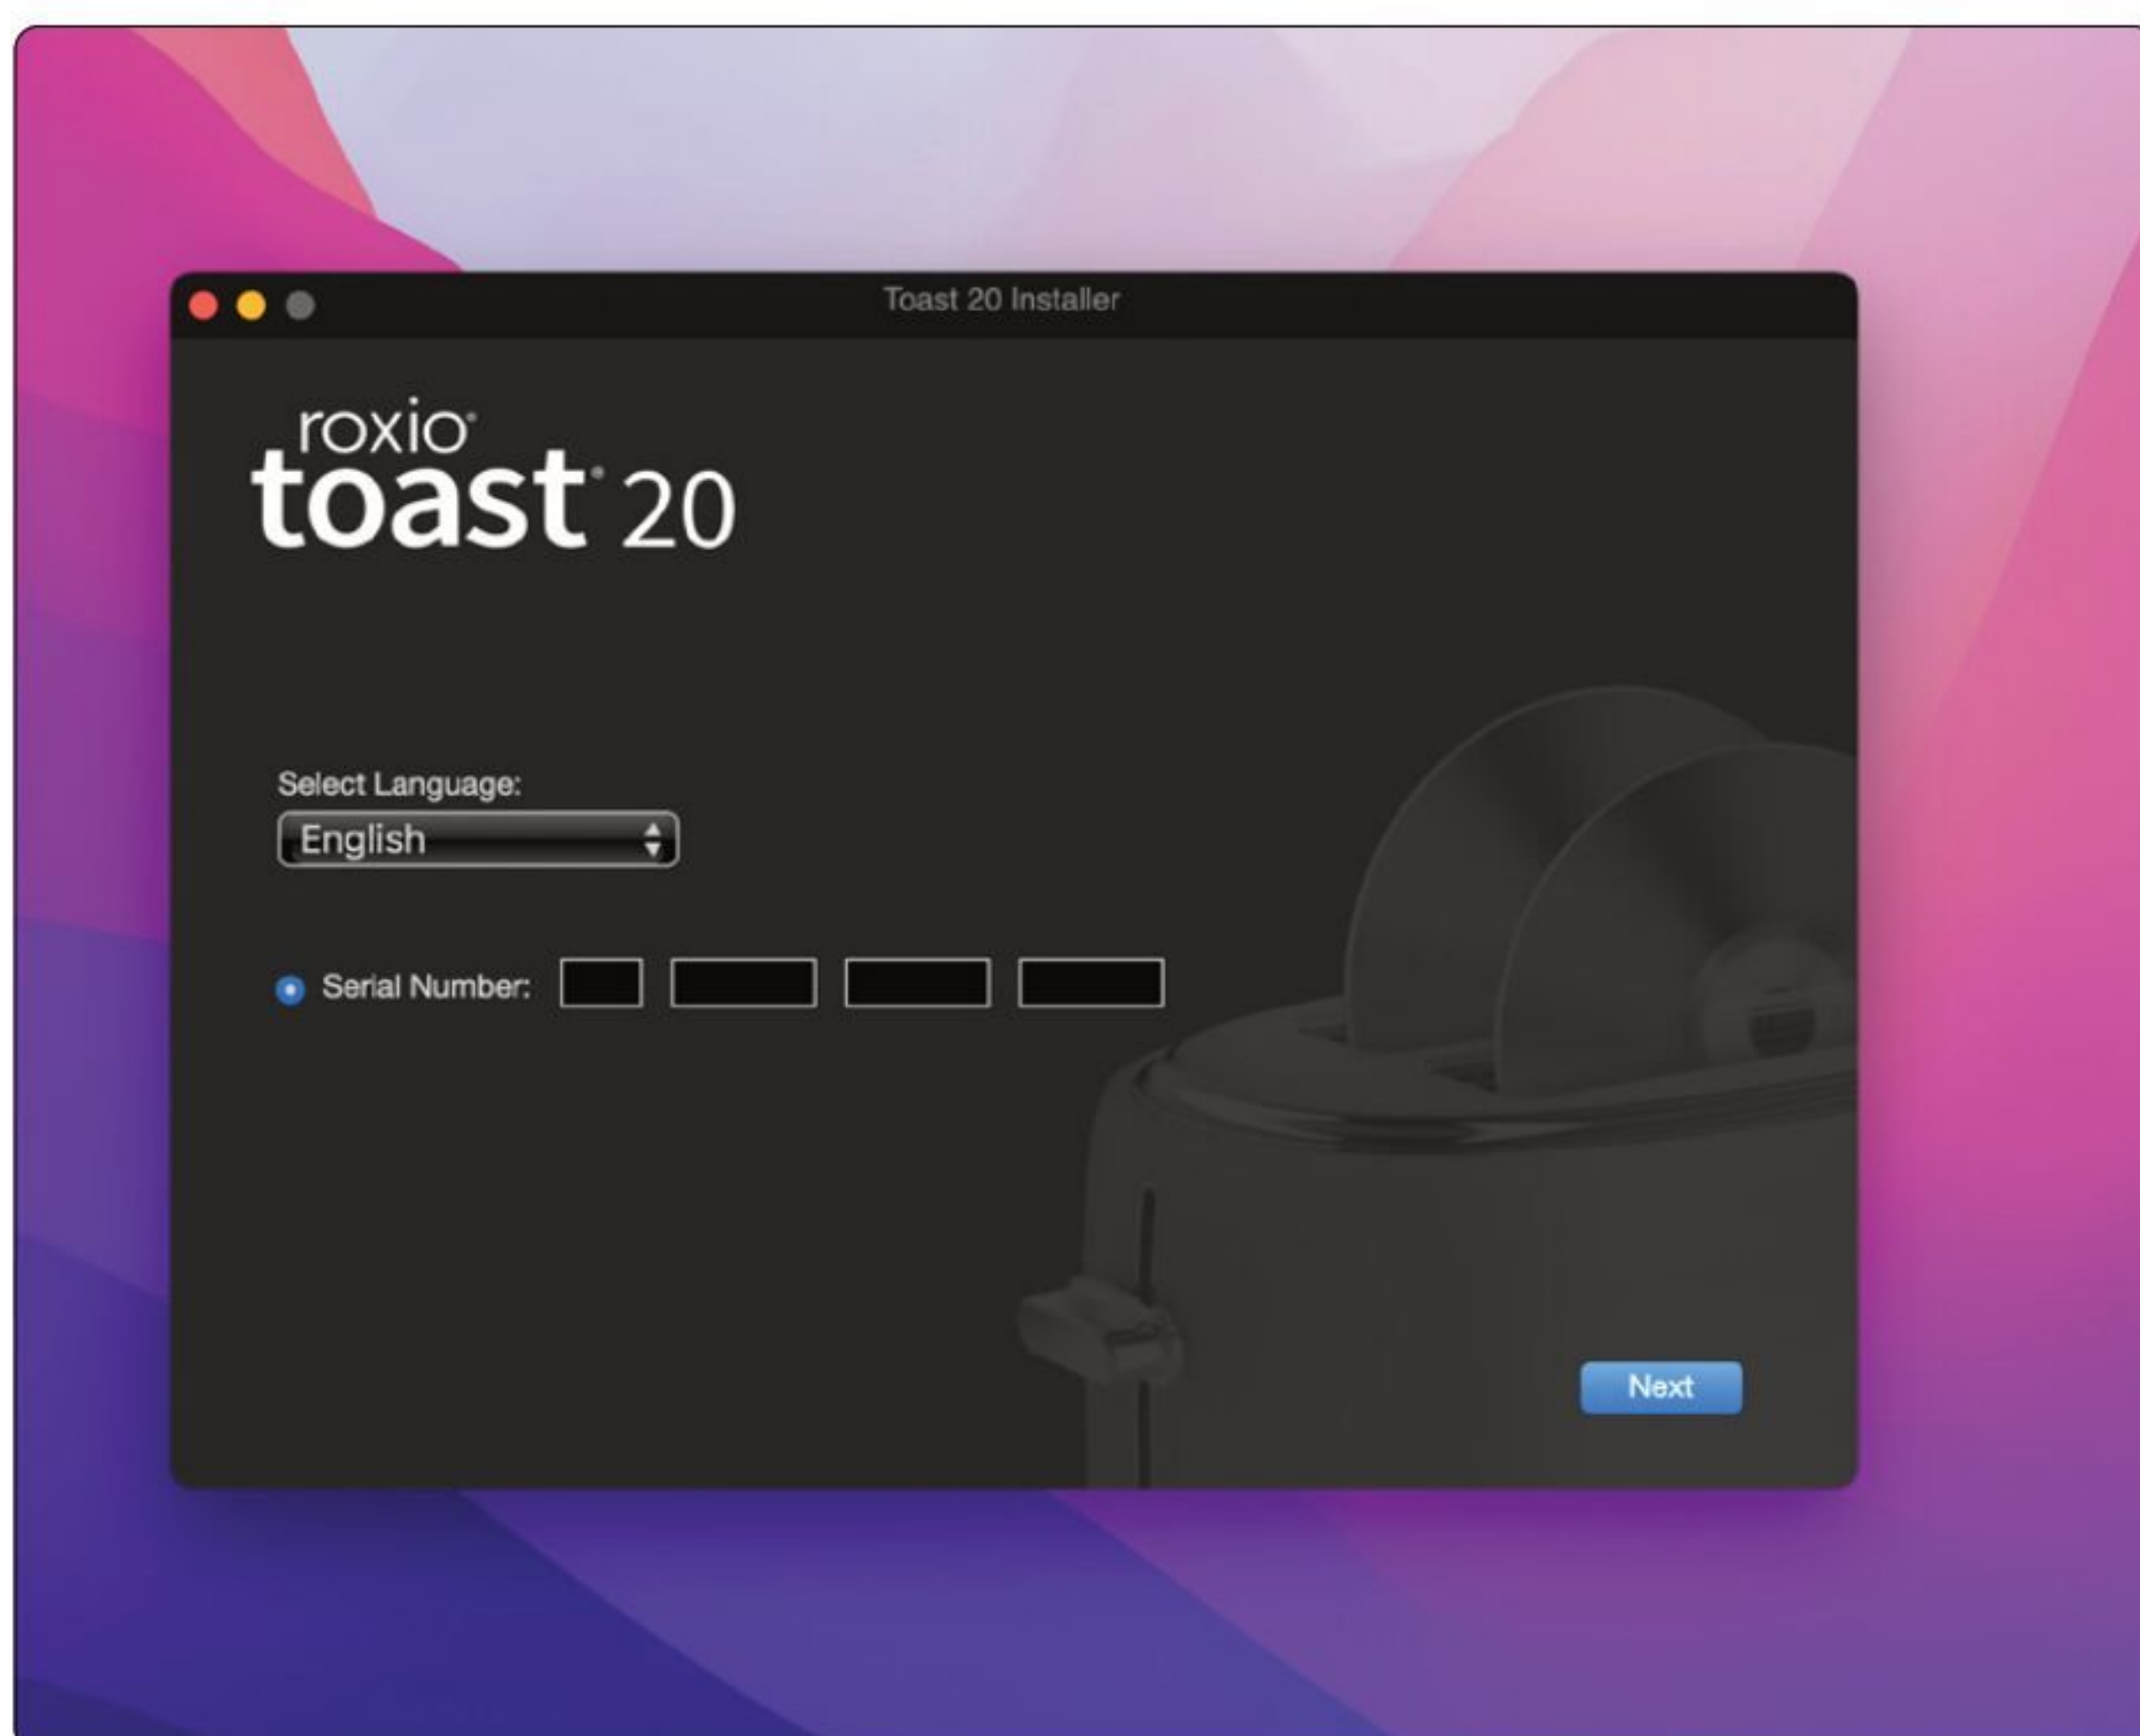 Toast 20 Installer
roxio®
toast® 20
Select Language:
English
Serial Number:
Next